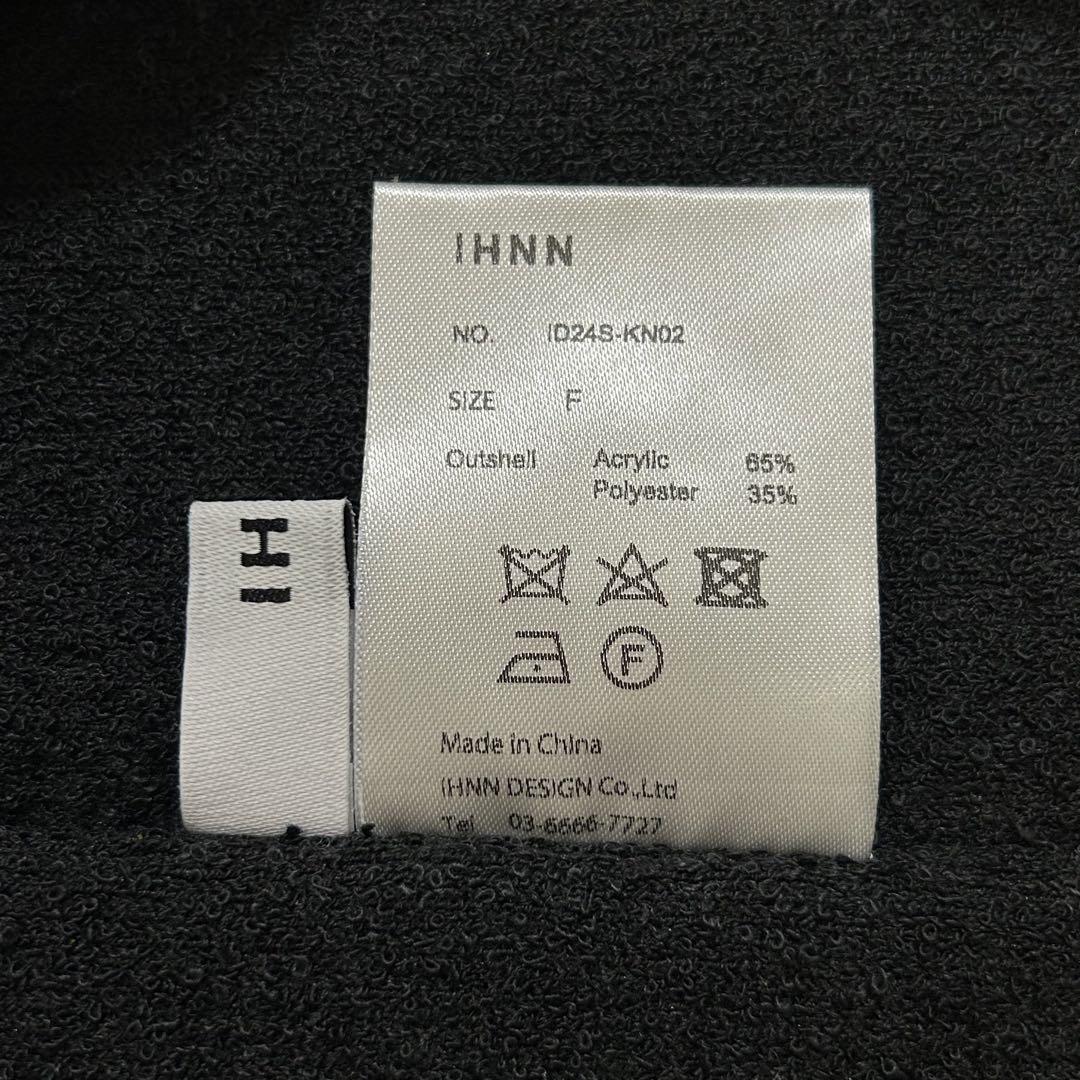 IHNN
NO. ID24S-KN02
SIZE F
Outshell Acrylic 65%
Polyester 35%
F
Made in China
IHNN DESIGN Co.,Ltd
Tel 03-6666-7727
IH